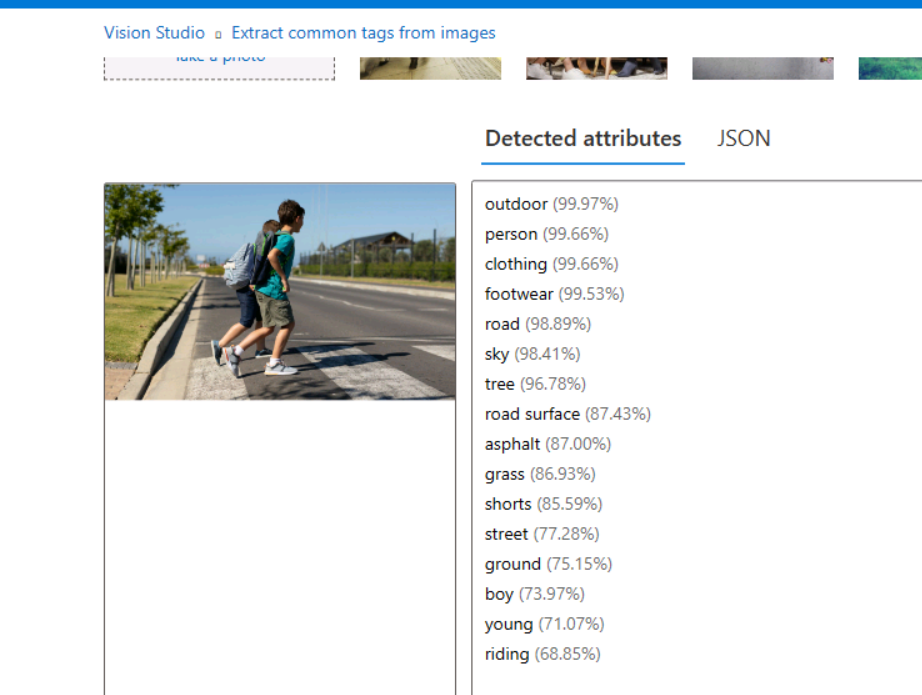 Vision Studio Extract common tags from images
Take a photo
Detected attributes JSON
outdoor (99.97%)
person (99.66%)
clothing (99.66%)
footwear (99.53%)
road (98.89%)
sky (98.41%)
tree (96.78%)
road surface (87.43%)
asphalt (87.00%)
grass (86.93%)
shorts (85.59%)
street (77.28%)
ground (75.15%)
boy (73.97%)
young (71.07%)
riding (68.85%)